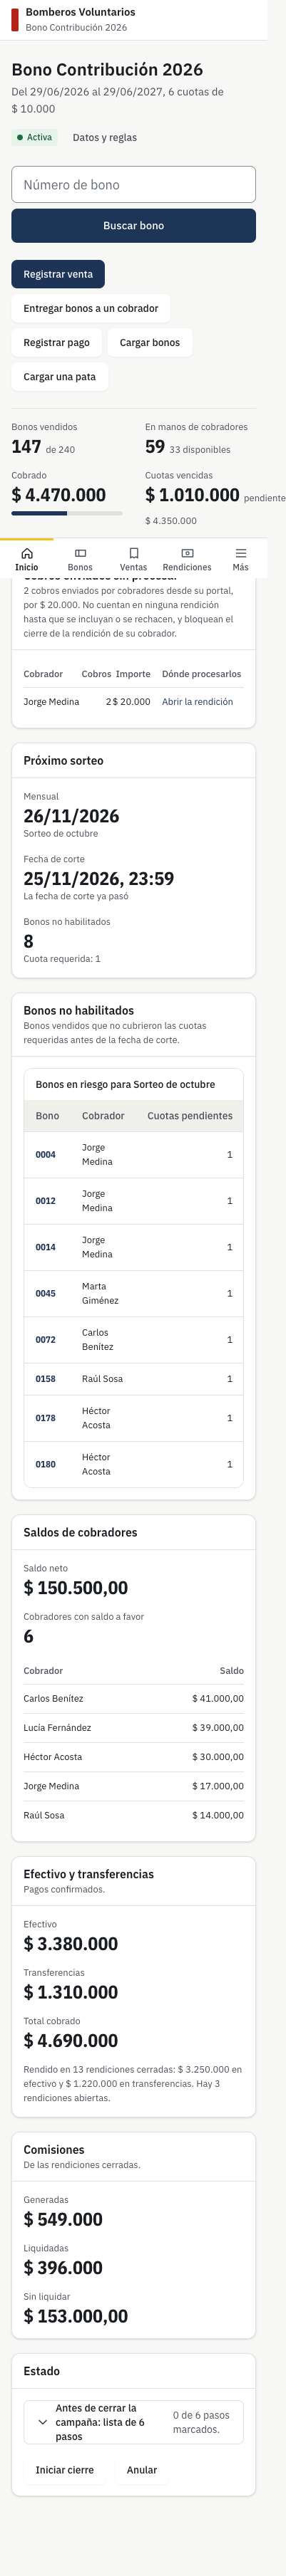 Bomberos Voluntarios
Bono Contribución 2026
Bono Contribución 2026
Del 29/06/2026 al 29/06/2027, 6 cuotas de
$ 10.000
Activa
Datos y reglas
Número de bono
Buscar bono
Registrar venta
Entregar bonos a un cobrador
Registrar pago
Cargar bonos
Cargar una pata
Bonos vendidos
147 de 240
En manos de cobradores
59 33 disponibles
Cobrado
$ 4.470.000
Cuotas vencidas
$ 1.010.000 pendiente
$ 4.350.000
Inicio
Bonos
Ventas
Rendiciones
Más
Cobros enviados sin procesar
2 cobros enviados por cobradores desde su portal,
por $ 20.000. No cuentan en ninguna rendición
hasta que se incluyan o se rechacen, y bloquean el
cierre de la rendición de su cobrador.
Cobrador Cobros Importe Dónde procesarlos
Jorge Medina 2 $ 20.000 Abrir la rendición
Próximo sorteo
Mensual
26/11/2026
Sorteo de octubre
Fecha de corte
25/11/2026, 23:59
La fecha de corte ya pasó
Bonos no habilitados
8
Cuota requerida: 1
Bonos no habilitados
Bonos vendidos que no cubrieron las cuotas
requeridas antes de la fecha de corte.
Bonos en riesgo para Sorteo de octubre
Bono Cobrador Cuotas pendientes
0004 Jorge Medina 1
0012 Jorge Medina 1
0014 Jorge Medina 1
0045 Marta Giménez 1
0072 Carlos Benítez 1
0158 Raúl Sosa 1
0178 Héctor Acosta 1
0180 Héctor Acosta 1
Saldos de cobradores
Saldo neto
$ 150.500,00
Cobradores con saldo a favor
6
Cobrador Saldo
Carlos Benítez $ 41.000,00
Lucía Fernández $ 39.000,00
Héctor Acosta $ 30.000,00
Jorge Medina $ 17.000,00
Raúl Sosa $ 14.000,00
Efectivo y transferencias
Pagos confirmados.
Efectivo
$ 3.380.000
Transferencias
$ 1.310.000
Total cobrado
$ 4.690.000
Rendido en 13 rendiciones cerradas: $ 3.250.000 en
efectivo y $ 1.220.000 en transferencias. Hay 3
rendiciones abiertas.
Comisiones
De las rendiciones cerradas.
Generadas
$ 549.000
Liquidadas
$ 396.000
Sin liquidar
$ 153.000,00
Estado
Antes de cerrar la
campaña: lista de 6
pasos
0 de 6 pasos
marcados.
Iniciar cierre
Anular